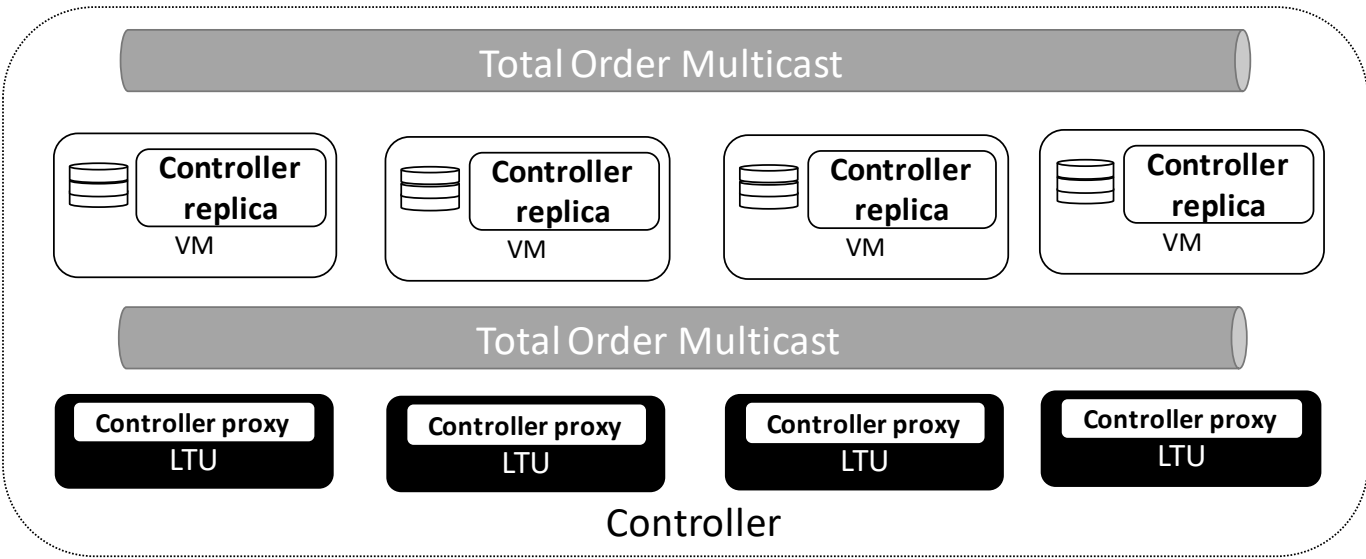 Total Order Multicast
Controller
replica
VM
Controller
replica
VM
Controller
replica
VM
Controller
replica
VM
Total Order Multicast
Controller proxy
LTU
Controller proxy
LTU
Controller proxy
LTU
Controller proxy
LTU
Controller